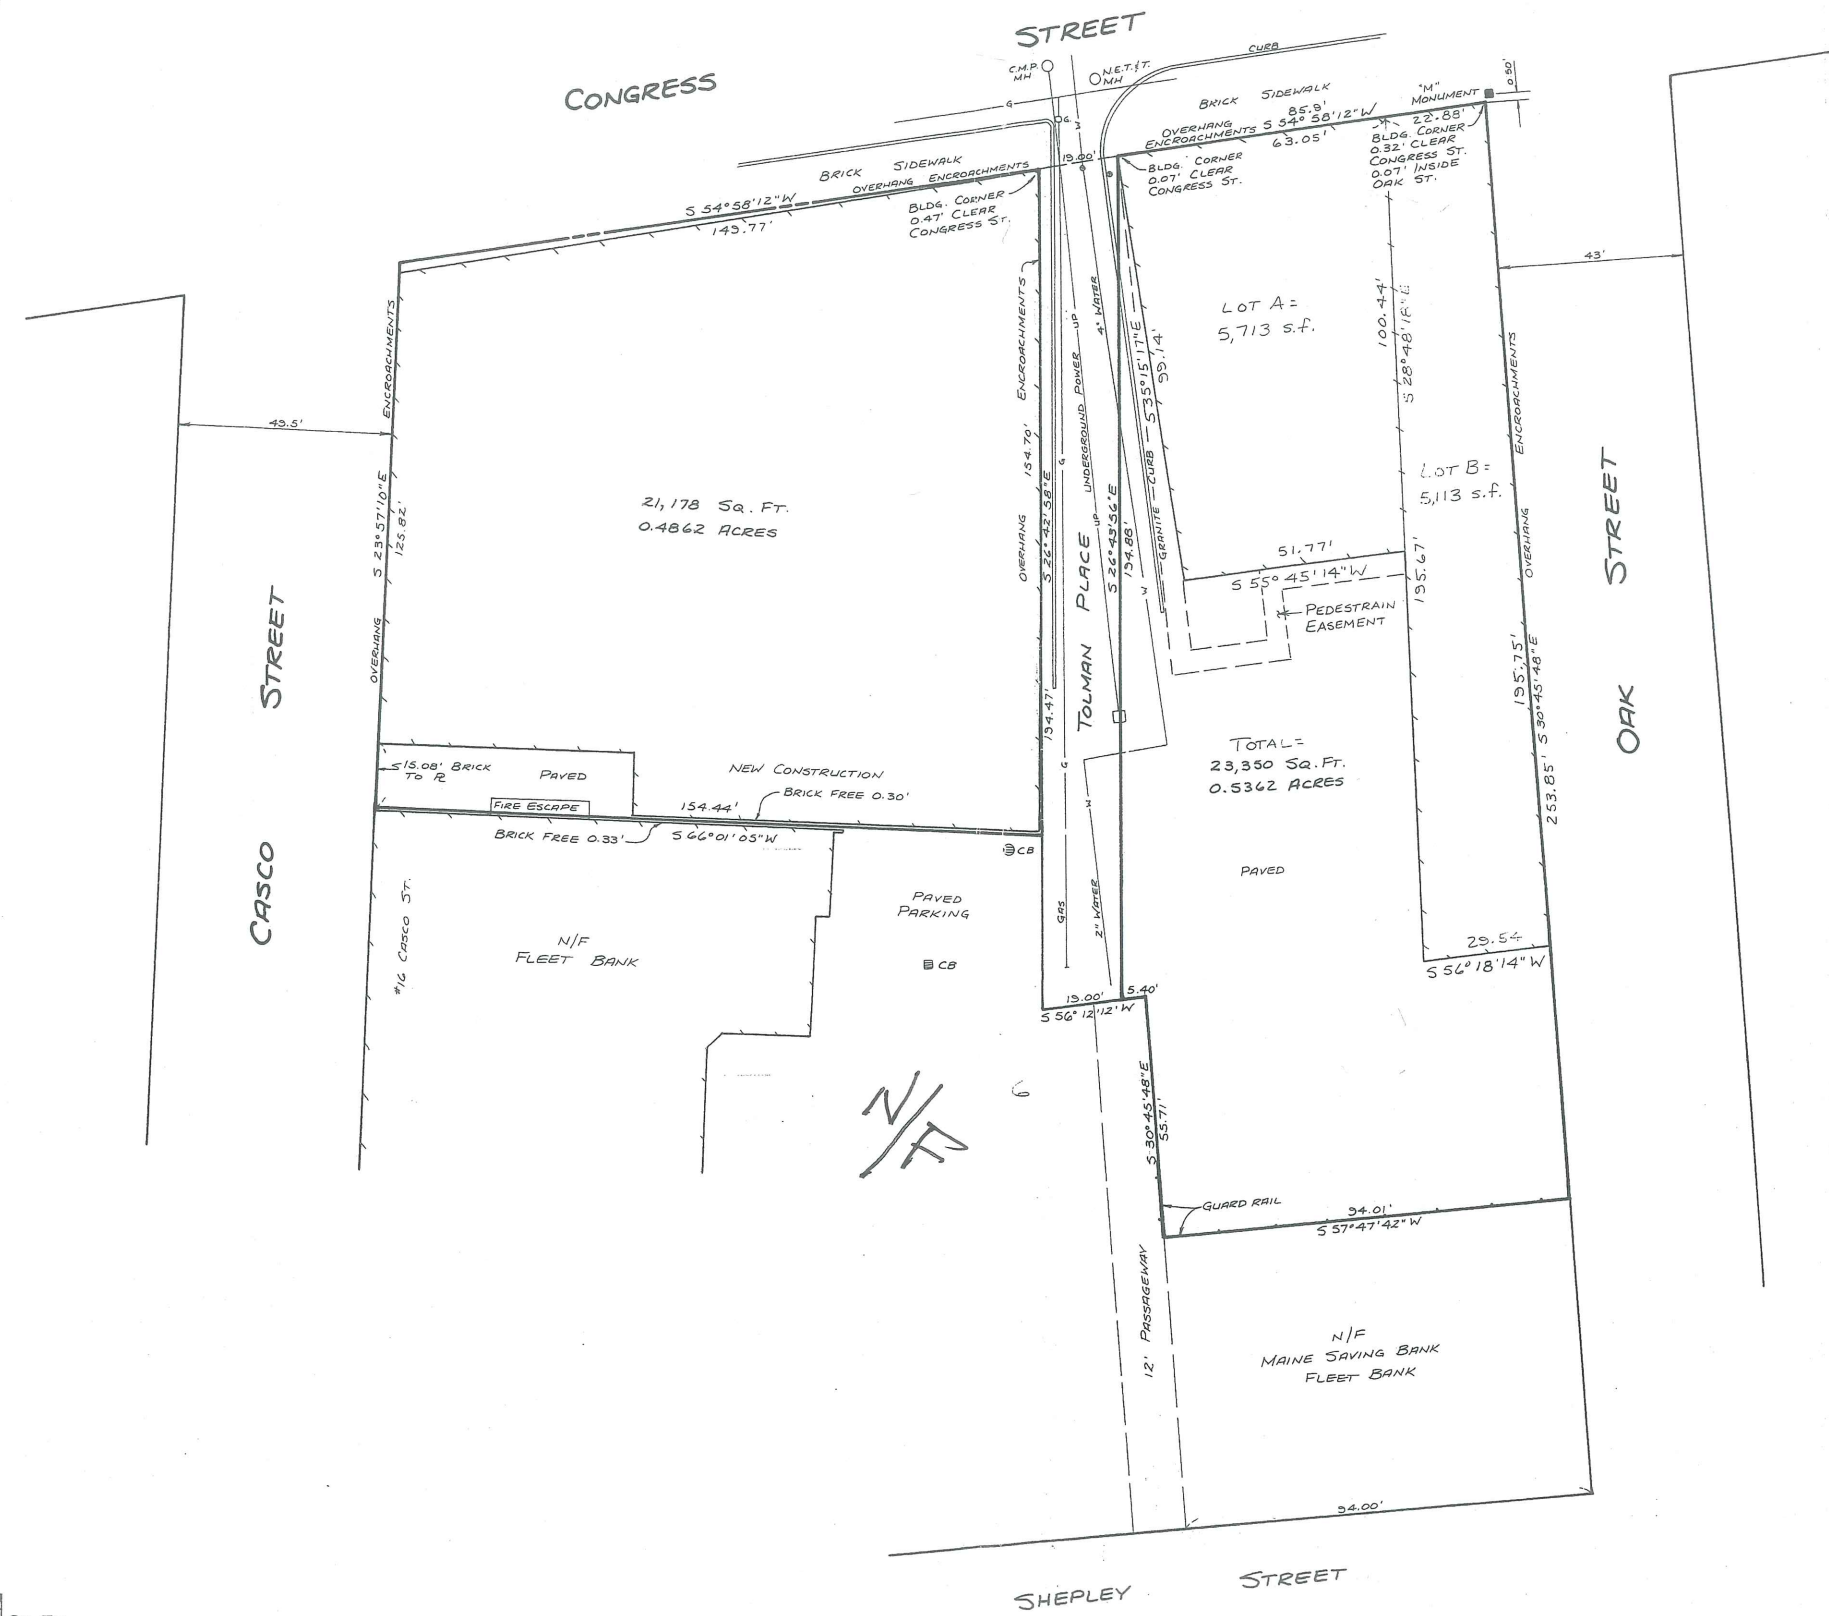 STREET
CONGRESS
C.M.P.
MH
N.E.T.&T.
MH
CURB
BRICK SIDEWALK
85.9'
OVERHANG
ENCROACHMENTS
S 54° 58' 12" W
63.05'
"M"
MONUMENT
22.88'
0.50'
BLDG. CORNER
0.32' CLEAR
CONGRESS ST.
0.07' INSIDE
OAK ST.
BLDG. CORNER
0.07' CLEAR
CONGRESS ST.
19.00'
G
W
G.
BRICK SIDEWALK
OVERHANG ENCROACHMENTS
S 54° 58' 12" W
149.77'
BLDG. CORNER
0.47' CLEAR
CONGRESS ST.
43'
49.5'
OVERHANG ENCROACHMENTS
S 23° 57' 10" E
125.82'
21,178 SQ. FT.
0.4862 ACRES
OVERHANG ENCROACHMENTS
154.70'
S 26° 42' 58" E
194.47'
G
G
TOLMAN PLACE
UNDERGROUND POWER
UP
UP
4" WATER
S 26° 43' 56" E
194.88'
W
W
GRANITE CURB
S 35° 15' 17" E
99.14'
LOT A =
5,713 s.f.
100.44'
LOT B =
5,113 s.f.
51.77'
S 55° 45' 14" W
PEDESTRAIN
EASEMENT
195.67'
OVERHANG ENCROACHMENTS
195.75'
S 30° 45' 48" E
253.85'
OAK STREET
CASCO STREET
TOTAL =
23,350 SQ. FT.
0.5362 ACRES
PAVED
15.08' BRICK
TO PL
PAVED
FIRE ESCAPE
NEW CONSTRUCTION
BRICK FREE 0.30'
154.44'
BRICK FREE 0.33'
S 66° 01' 05" W
CB
PAVED
PARKING
CB
GAS
2" WATER
#16 CASCO ST.
N/F
FLEET BANK
29.54
S 56° 18' 14" W
19.00'
5.40'
S 56° 12' 12" W
N/F
6
S 30° 45' 48" E
55.71'
GUARD RAIL
94.01'
S 57° 47' 42" W
12' PASSAGEWAY
N/F
MAINE SAVING BANK
FLEET BANK
94.00'
SHEPLEY STREET